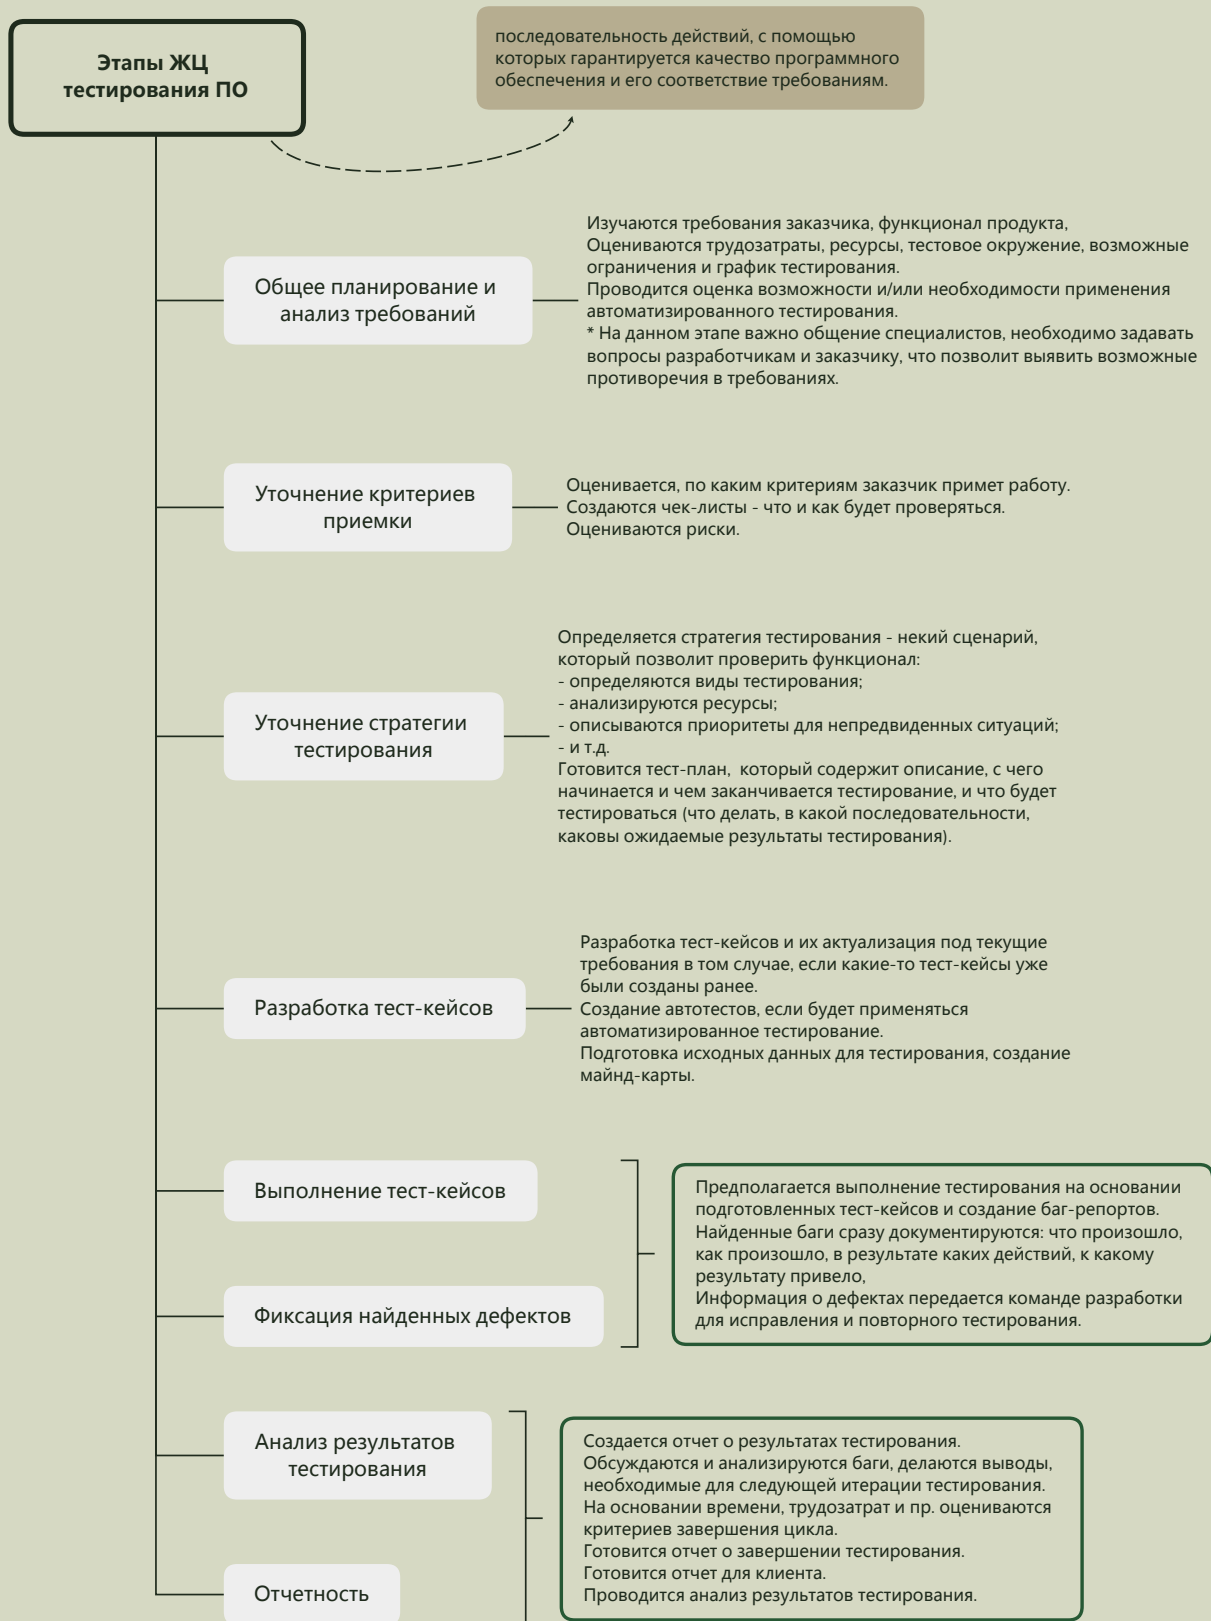 Этапы ЖЦ
тестирования ПО
последовательность действий, с помощью
которых гарантируется качество программного
обеспечения и его соответствие требованиям.
Общее планирование и
анализ требований
Изучаются требования заказчика, функционал продукта,
Оцениваются трудозатраты, ресурсы, тестовое окружение, возможные
ограничения и график тестирования.
Проводится оценка возможности и/или необходимости применения
автоматизированного тестирования.
* На данном этапе важно общение специалистов, необходимо задавать
вопросы разработчикам и заказчику, что позволит выявить возможные
противоречия в требованиях.
Уточнение критериев
приемки
Оценивается, по каким критериям заказчик примет работу.
Создаются чек-листы - что и как будет проверяться.
Оцениваются риски.
Уточнение стратегии
тестирования
Определяется стратегия тестирования - некий сценарий,
который позволит проверить функционал:
- определяются виды тестирования;
- анализируются ресурсы;
- описываются приоритеты для непредвиденных ситуаций;
- и т.д.
Готовится тест-план, который содержит описание, с чего
начинается и чем заканчивается тестирование, и что будет
тестироваться (что делать, в какой последовательности,
каковы ожидаемые результаты тестирования).
Разработка тест-кейсов
Разработка тест-кейсов и их актуализация под текущие
требования в том случае, если какие-то тест-кейсы уже
были созданы ранее.
Создание автотестов, если будет применяться
автоматизированное тестирование.
Подготовка исходных данных для тестирования, создание
майнд-карты.
Выполнение тест-кейсов
Фиксация найденных дефектов
Предполагается выполнение тестирования на основании
подготовленных тест-кейсов и создание баг-репортов.
Найденные баги сразу документируются: что произошло,
как произошло, в результате каких действий, к какому
результату привело,
Информация о дефектах передается команде разработки
для исправления и повторного тестирования.
Анализ результатов
тестирования
Отчетность
Создается отчет о результатах тестирования.
Обсуждаются и анализируются баги, делаются выводы,
необходимые для следующей итерации тестирования.
На основании времени, трудозатрат и пр. оцениваются
критериев завершения цикла.
Готовится отчет о завершении тестирования.
Готовится отчет для клиента.
Проводится анализ результатов тестирования.